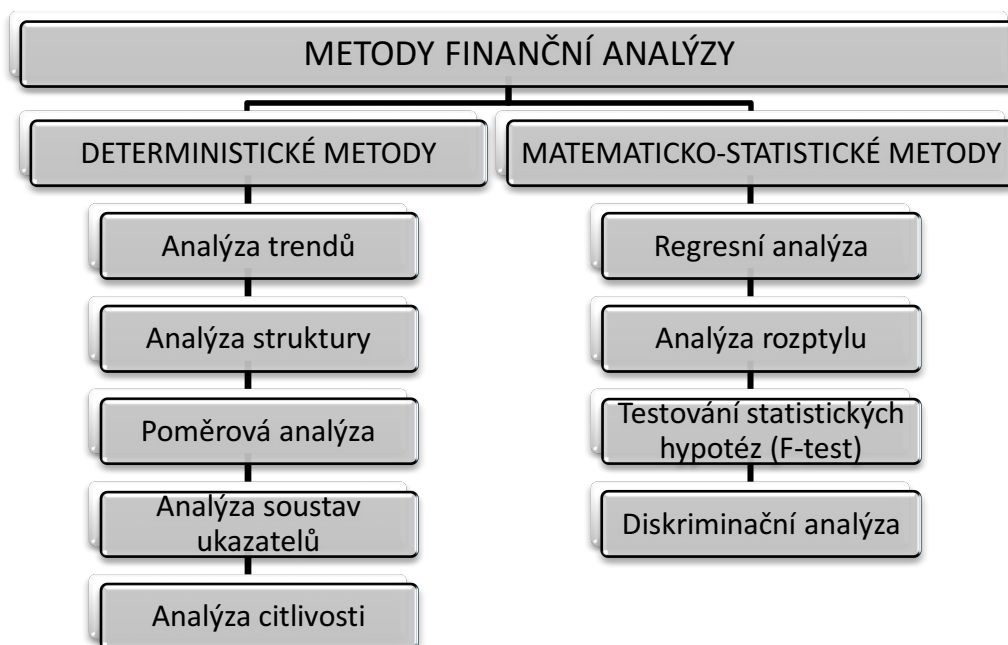 METODY FINANČNÍ ANALÝZY
DETERMINISTICKÉ METODY
Analýza trendů
Analýza struktury
Poměrová analýza
Analýza soustav
ukazatelů
Analýza citlivosti
MATEMATICKO-STATISTICKÉ METODY
Regresní analýza
Analýza rozptylu
Testování statistických
hypotéz (F-test)
Diskriminační analýza